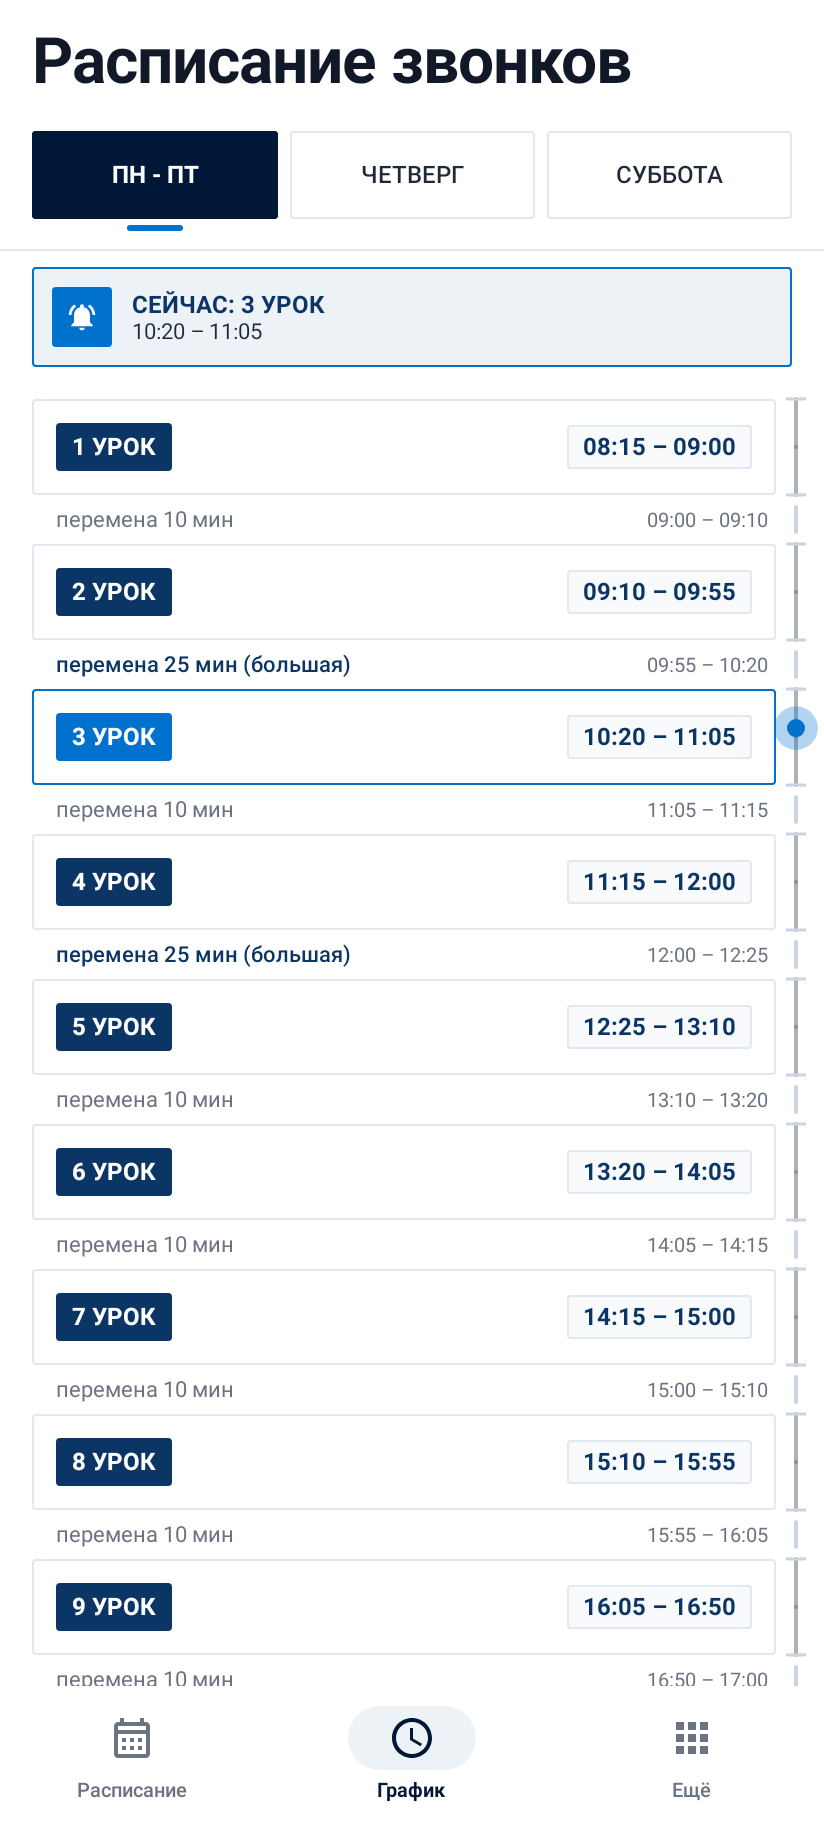 Расписание звонков
ПН - ПТ
ЧЕТВЕРГ
СУББОТА
СЕЙЧАС: 3 УРОК
10:20 – 11:05
1 УРОК 08:15 – 09:00
перемена 10 мин 09:00 – 09:10
2 УРОК 09:10 – 09:55
перемена 25 мин (большая) 09:55 – 10:20
3 УРОК 10:20 – 11:05
перемена 10 мин 11:05 – 11:15
4 УРОК 11:15 – 12:00
перемена 25 мин (большая) 12:00 – 12:25
5 УРОК 12:25 – 13:10
перемена 10 мин 13:10 – 13:20
6 УРОК 13:20 – 14:05
перемена 10 мин 14:05 – 14:15
7 УРОК 14:15 – 15:00
перемена 10 мин 15:00 – 15:10
8 УРОК 15:10 – 15:55
перемена 10 мин 15:55 – 16:05
9 УРОК 16:05 – 16:50
перемена 10 мин 16:50 – 17:00
Расписание
График
Ещё